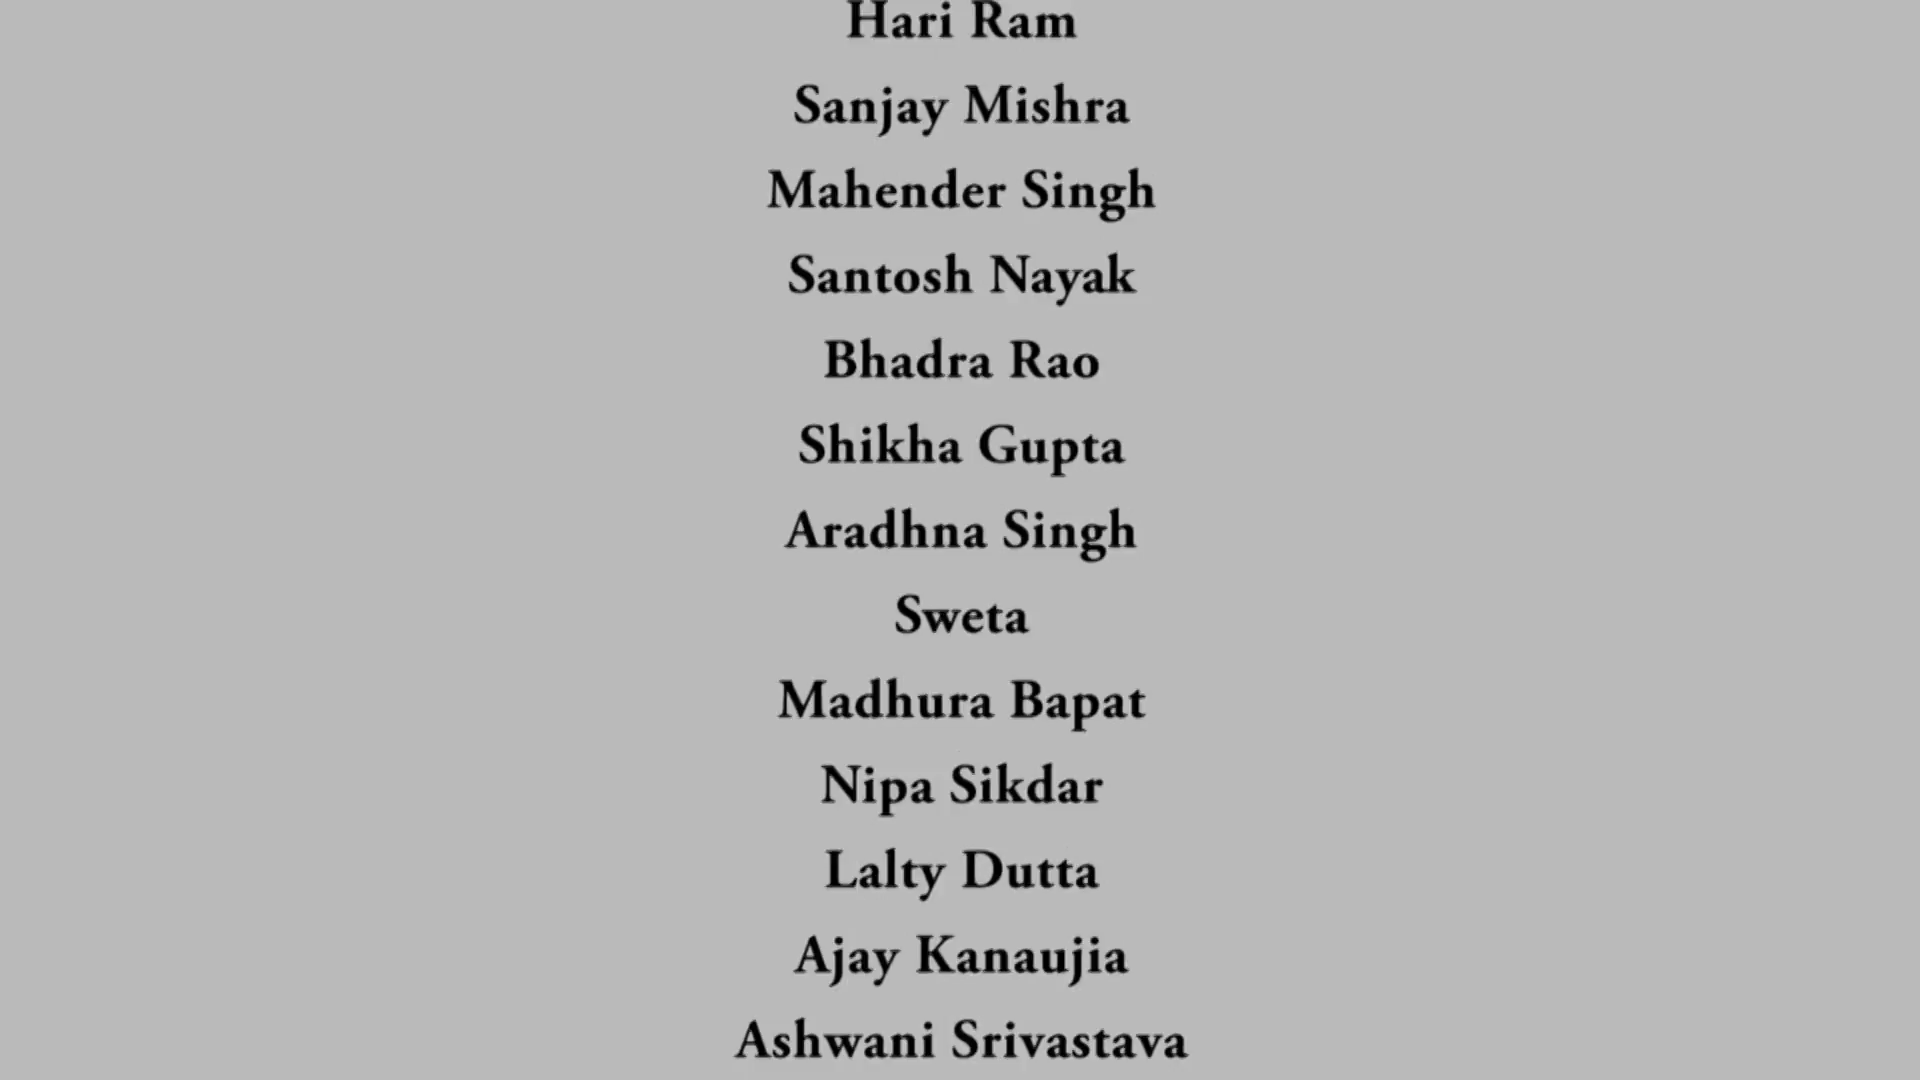 Hari Ram
Sanjay Mishra
Mahender Singh
Santosh Nayak
Bhadra Rao
Shikha Gupta
Aradhna Singh
Sweta
Madhura Bapat
Nipa Sikdar
Lalty Dutta
Ajay Kanaujia
Ashwani Srivastava